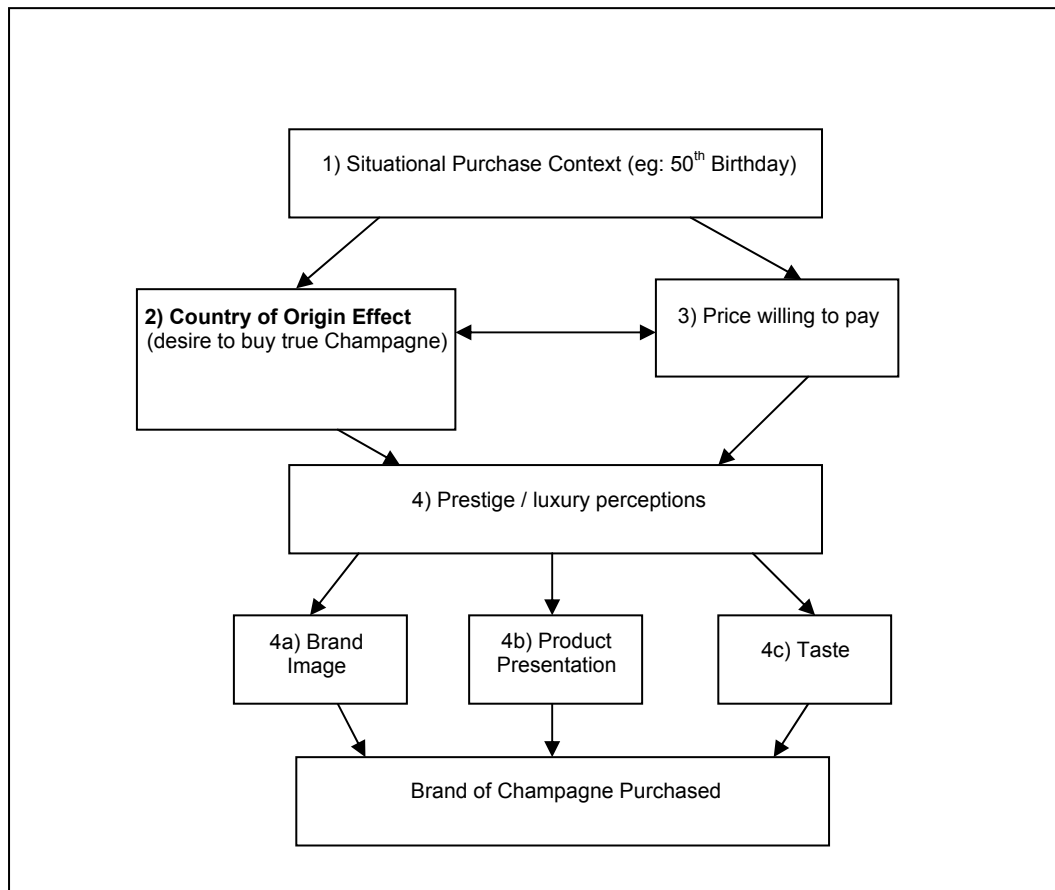 1) Situational Purchase Context (eg: 50th Birthday)
2) Country of Origin Effect
(desire to buy true Champagne)
3) Price willing to pay
4) Prestige / luxury perceptions
4a) Brand
Image
4b) Product
Presentation
4c) Taste
Brand of Champagne Purchased